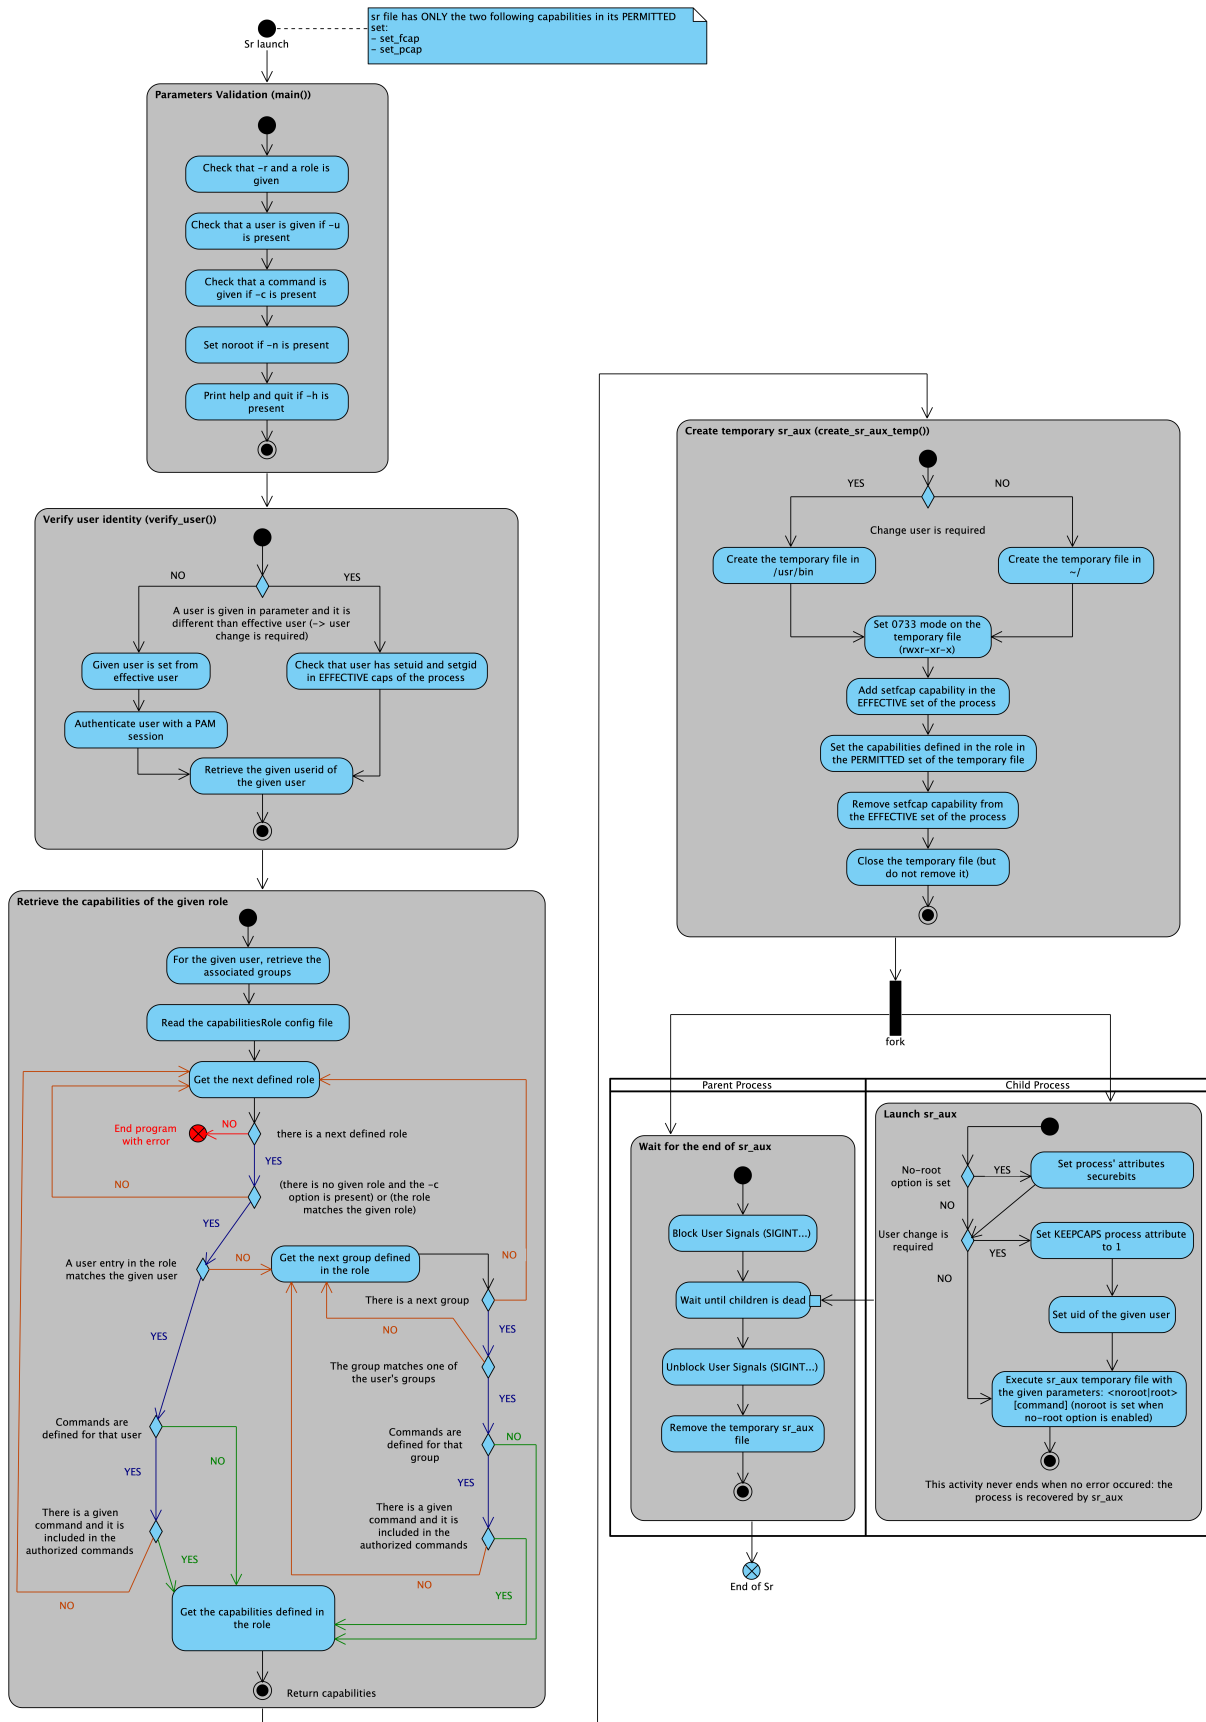 sr file has ONLY the two following capabilities in its PERMITTED
set:
- set_fcap
- set_pcap
Sr launch
Parameters Validation (main())
Check that -r and a role is
given
Check that a user is given if -u
is present
Check that a command is
given if -c is present
Set noroot if -n is present
Print help and quit if -h is
present
Verify user identity (verify_user())
NO
YES
A user is given in parameter and it is
different than effective user (-> user
change is required)
Given user is set from
effective user
Check that user has setuid and setgid
in EFFECTIVE caps of the process
Authenticate user with a PAM
session
Retrieve the given userid of
the given user
Retrieve the capabilities of the given role
For the given user, retrieve the
associated groups
Read the capabilitiesRole config file
Get the next defined role
End program
with error
NO
there is a next defined role
YES
NO
(there is no given role and the -c
option is present) or (the role
matches the given role)
YES
A user entry in the role
matches the given user
NO
Get the next group defined
in the role
NO
There is a next group
YES
NO
YES
The group matches one of
the user's groups
YES
Commands are
defined for that user
NO
YES
Commands are
defined for that
group
NO
YES
There is a given
command and it is
included in the
authorized commands
YES
NO
There is a given
command and it is
included in the
authorized commands
NO
YES
Get the capabilities defined in
the role
Return capabilities
Create temporary sr_aux (create_sr_aux_temp())
YES
NO
Change user is required
Create the temporary file in
/usr/bin
Create the temporary file in
~/
Set 0733 mode on the
temporary file
(rwxr-xr-x)
Add setfcap capability in the
EFFECTIVE set of the process
Set the capabilities defined in the role in
the PERMITTED set of the temporary file
Remove setfcap capability from
the EFFECTIVE set of the process
Close the temporary file (but
do not remove it)
fork
Parent Process
Child Process
Wait for the end of sr_aux
Block User Signals (SIGINT...)
Wait until children is dead
Unblock User Signals (SIGINT...)
Remove the temporary sr_aux
file
End of Sr
Launch sr_aux
No-root
option is set
YES
Set process' attributes
securebits
NO
User change is
required
YES
Set KEEPCAPS process attribute
to 1
NO
Set uid of the given user
Execute sr_aux temporary file with
the given parameters: <noroot|root>
[command] (noroot is set when
no-root option is enabled)
This activity never ends when no error occured: the
process is recovered by sr_aux